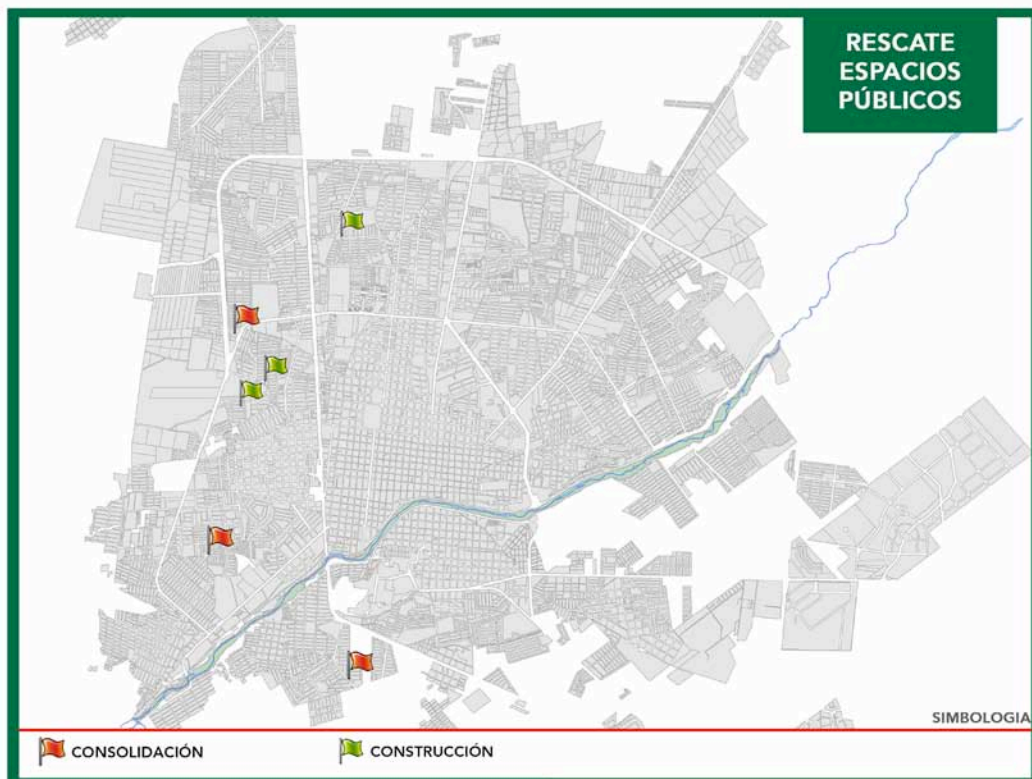 RESCATE
ESPACIOS
PÚBLICOS
SIMBOLOGIA
CONSOLIDACIÓN
CONSTRUCCIÓN